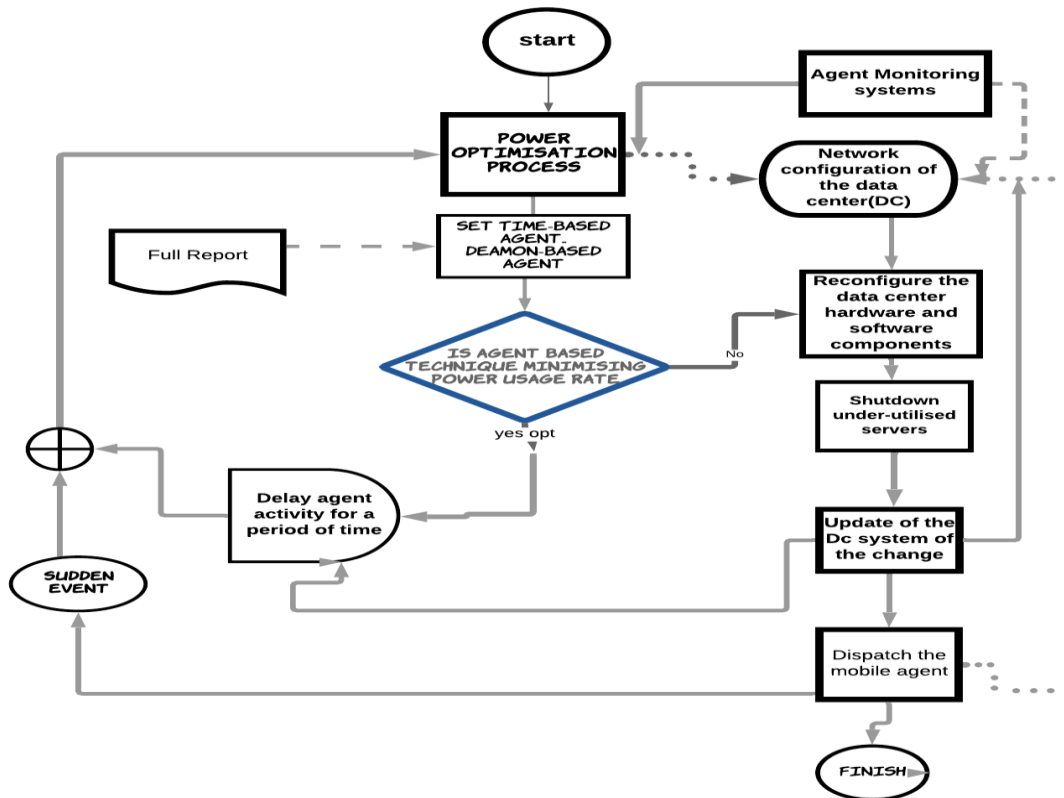 start
Agent Monitoring
systems
POWER
OPTIMISATION
PROCESS
Network
configuration of
the data
center(DC)
SET TIME-BASED
AGENT_
DEAMON-BASED
AGENT
Full Report
Reconfigure the
data center
hardware and
software
components
IS AGENT BASED
TECHNIQUE MINIMISING
POWER USAGE RATE
No
Shutdown
under-utilised
servers
yes opt
Delay agent
activity for a
period of time
Update of the
Dc system of
the change
SUDDEN
EVENT
Dispatch the
mobile agent
FINISH